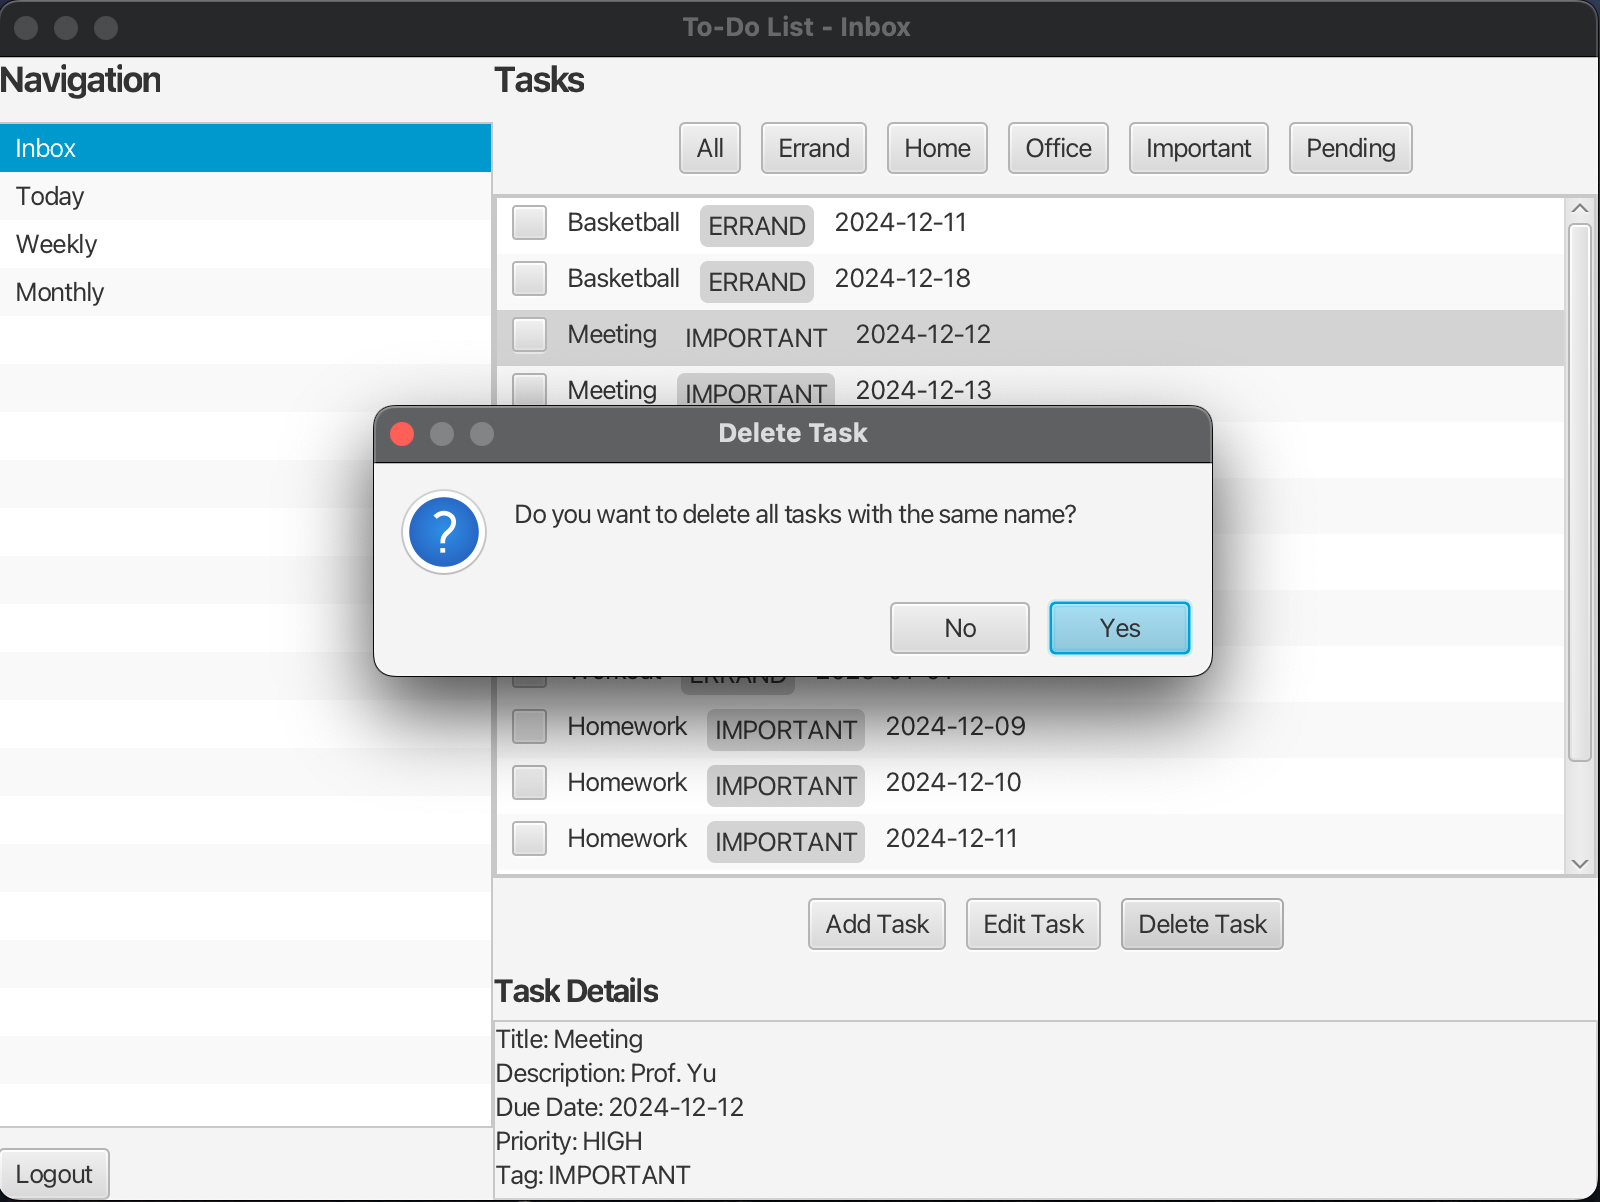 To-Do List - Inbox
Navigation
Inbox
Today
Weekly
Monthly
Logout
Tasks
All Errand Home Office Important Pending
Basketball ERRAND 2024-12-11
Basketball ERRAND 2024-12-18
Meeting IMPORTANT 2024-12-12
Meeting IMPORTANT 2024-12-13
Delete Task
?
Do you want to delete all tasks with the same name?
No Yes
Workout ERRAND
Homework IMPORTANT 2024-12-09
Homework IMPORTANT 2024-12-10
Homework IMPORTANT 2024-12-11
Add Task Edit Task Delete Task
Task Details
Title: Meeting
Description: Prof. Yu
Due Date: 2024-12-12
Priority: HIGH
Tag: IMPORTANT